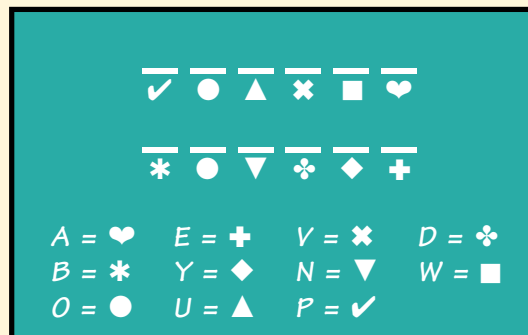 ✔ ● ▲ ✖ ■ ❤
✱ ● ▼ ✤ ◆ ✚
A = ❤ E = ✚ V = ✖ D = ✤
B = ✱ Y = ◆ N = ▼ W = ■
O = ● U = ▲ P = ✔